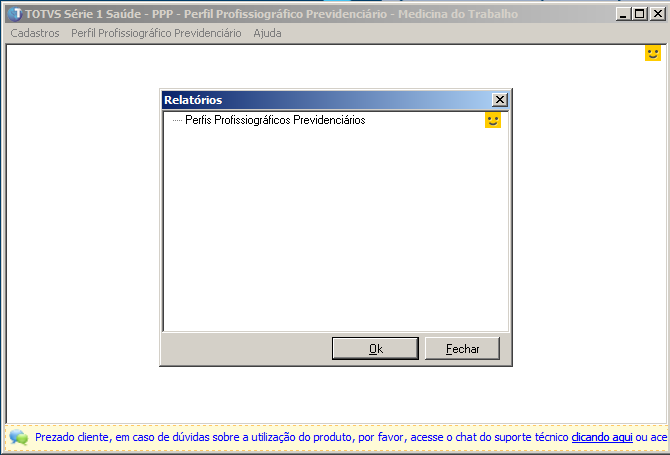 TOTVS Série 1 Saúde - PPP - Perfil Profissiográfico Previdenciário - Medicina do Trabalho
Cadastros Perfil Profissiográfico Previdenciário Ajuda
Relatórios
Perfis Profissiográficos Previdenciários
Ok Fechar
Prezado cliente, em caso de dúvidas sobre a utilização do produto, por favor, acesse o chat do suporte técnico clicando aqui ou ace